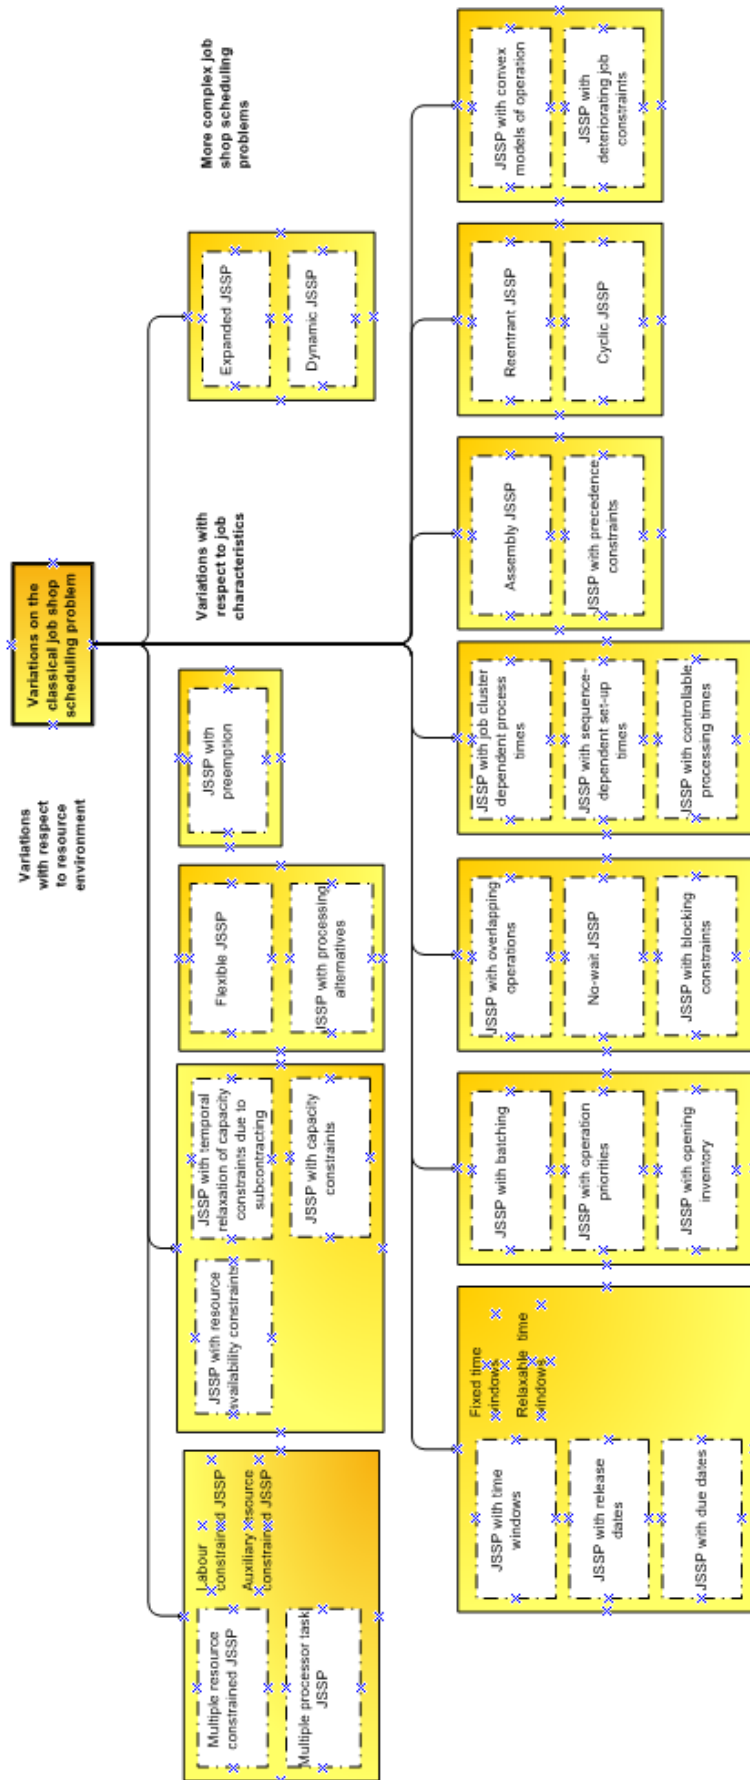 Variations on the
classical job shop
scheduling problem
Variations
with respect
to resource
environment
Multiple resource
constrained JSSP
Labour
constrained JSSP
Auxiliary resource
constrained JSSP
Multiple processor task
JSSP
JSSP with resource
availability constraints
JSSP with temporal
relaxation of capacity
constraints due to
subcontracting
JSSP with capacity
constraints
Flexible JSSP
JSSP with processing
alternatives
JSSP with
preemption
More complex job
shop scheduling
problems
Expanded JSSP
Dynamic JSSP
Variations with
respect to job
characteristics
JSSP with time
windows
Fixed time
windows
Relaxable time
windows
JSSP with release
dates
JSSP with due dates
JSSP with batching
JSSP with operation
priorities
JSSP with opening
inventory
JSSP with overlapping
operations
No-wait JSSP
JSSP with blocking
constraints
JSSP with job cluster
dependent process
times
JSSP with sequence-
dependent set-up
times
JSSP with controllable
processing times
Assembly JSSP
JSSP with precedence
constraints
Reentrant JSSP
Cyclic JSSP
JSSP with convex
models of operation
JSSP with
deteriorating job
constraints